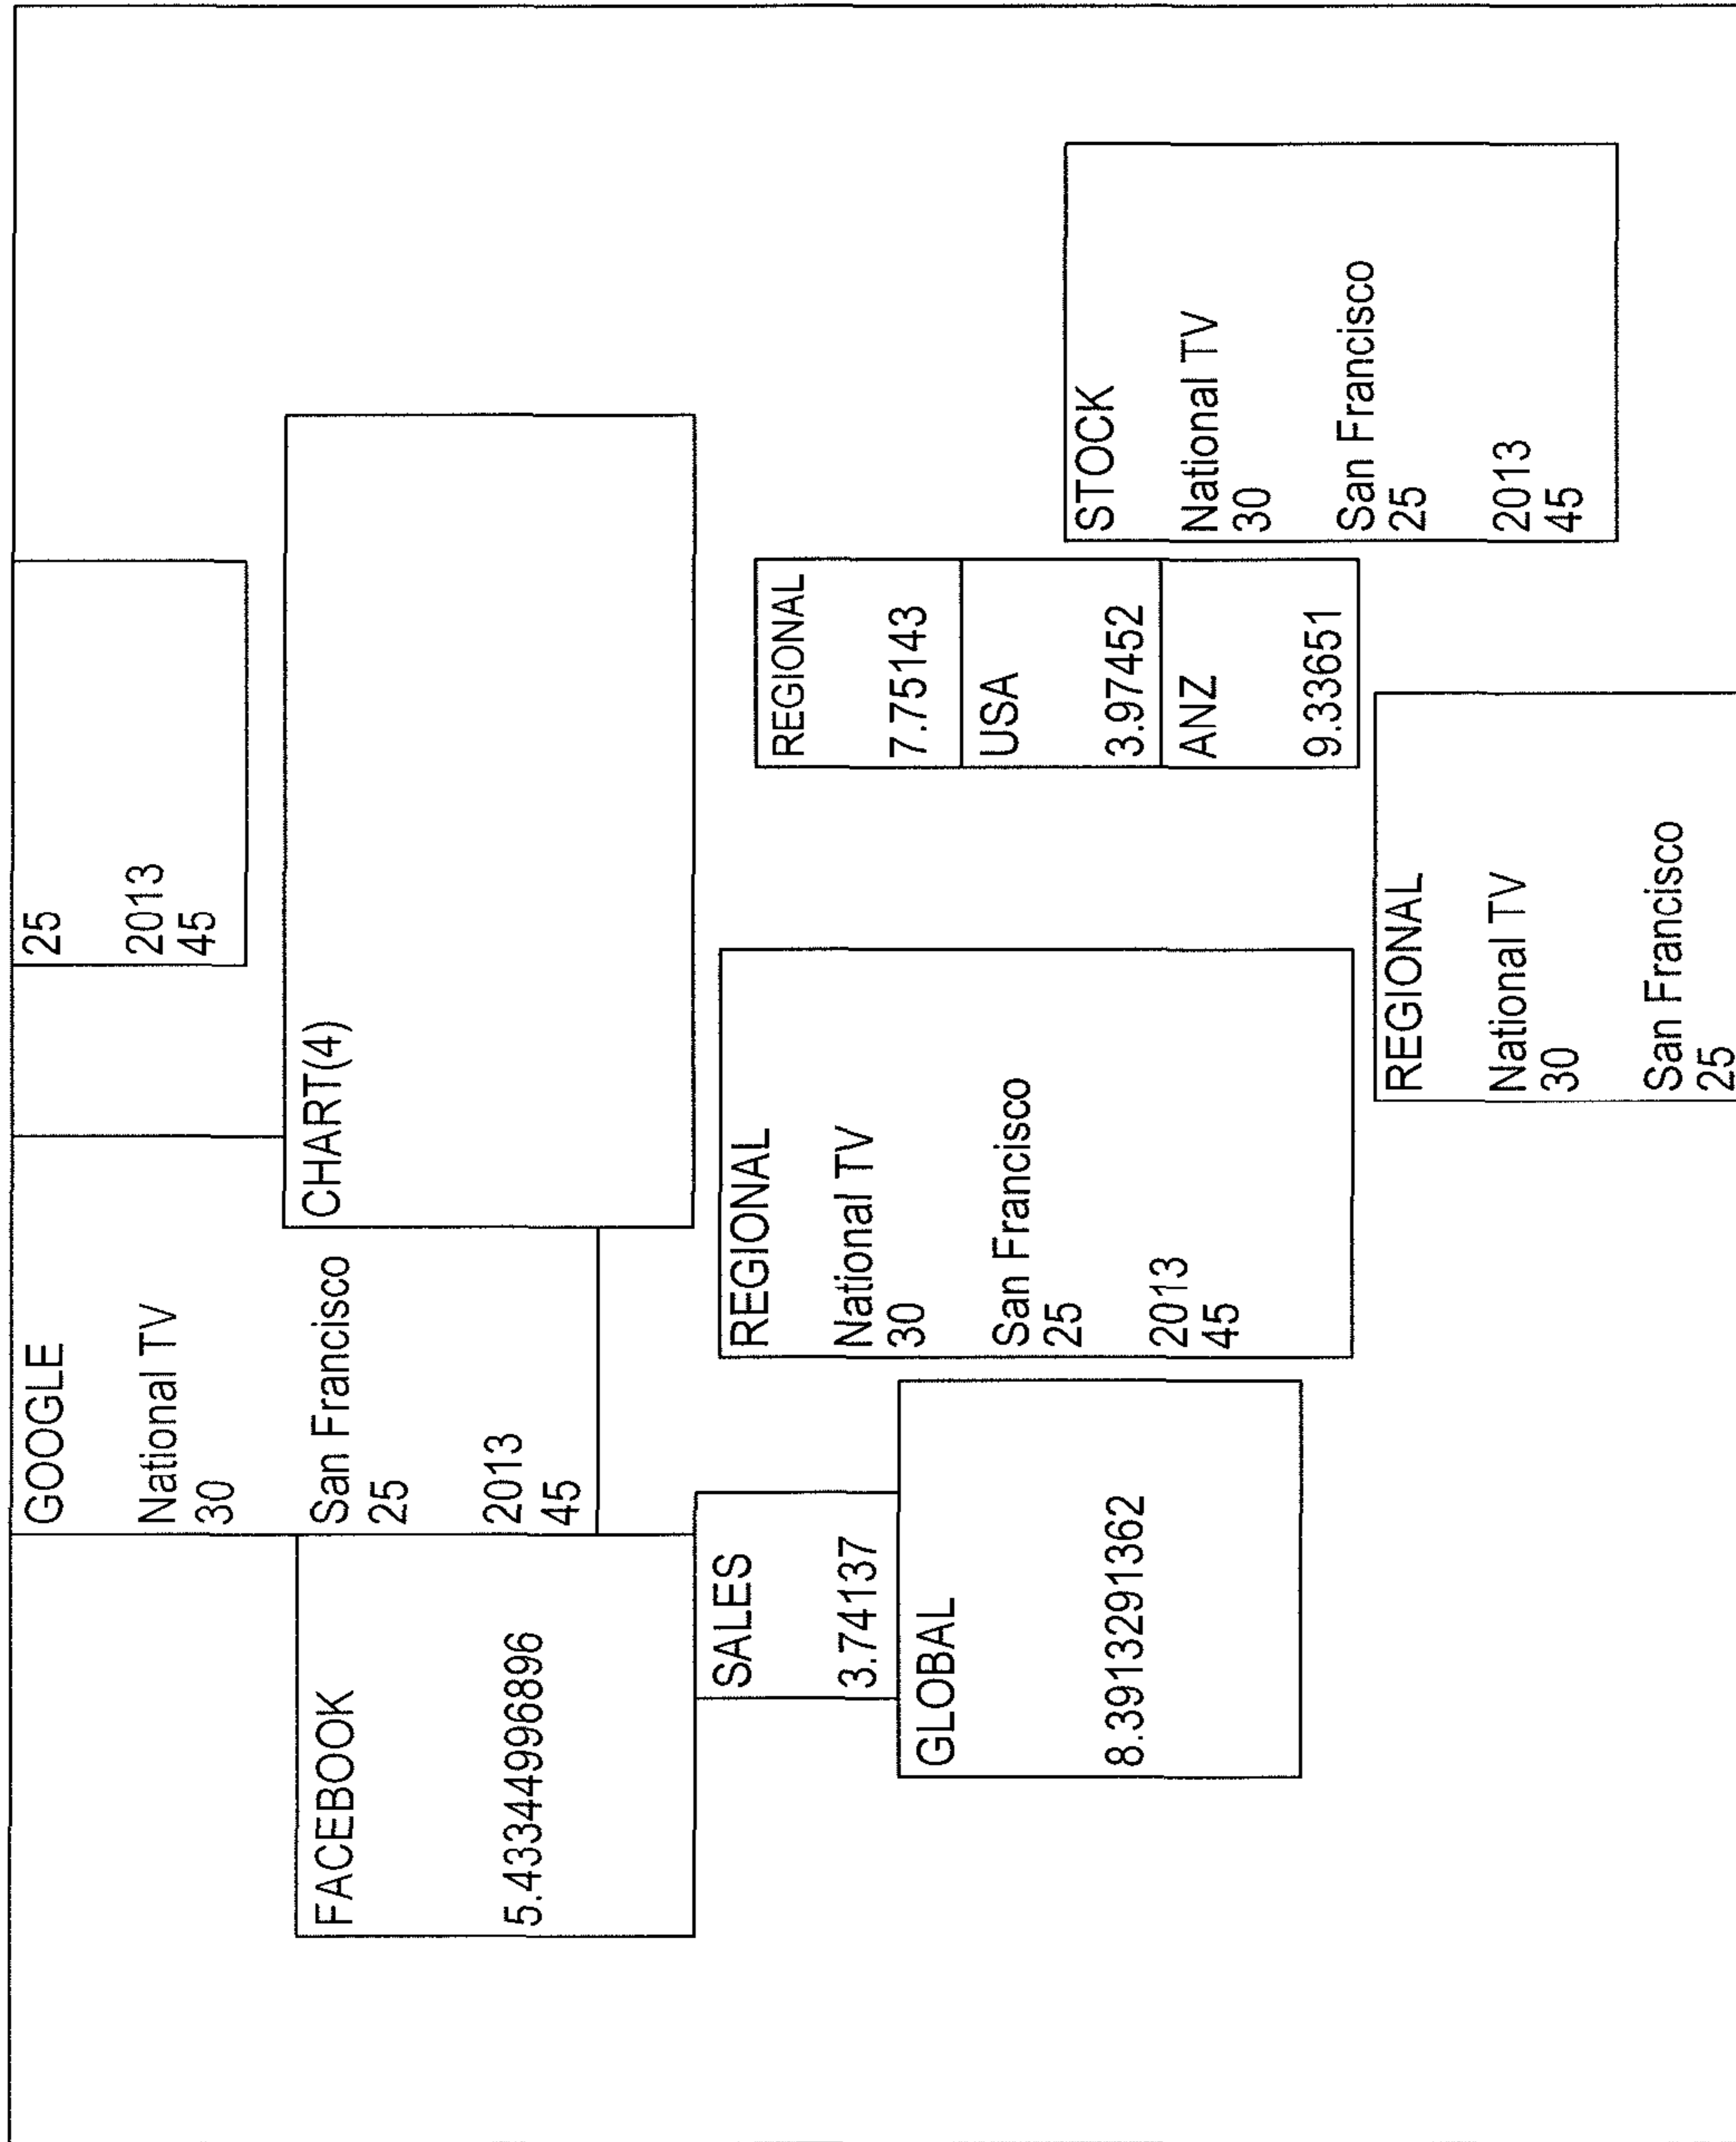 GOOGLE
National TV
30
San Francisco
25
2013
45
25
2013
45
FACEBOOK
5.43344996896
CHART(4)
SALES
3.74137
GLOBAL
8.3913291362
REGIONAL
National TV
30
San Francisco
25
2013
45
REGIONAL
7.75143
USA
3.97452
ANZ
9.33651
STOCK
National TV
30
San Francisco
25
2013
45
REGIONAL
National TV
30
San Francisco
25